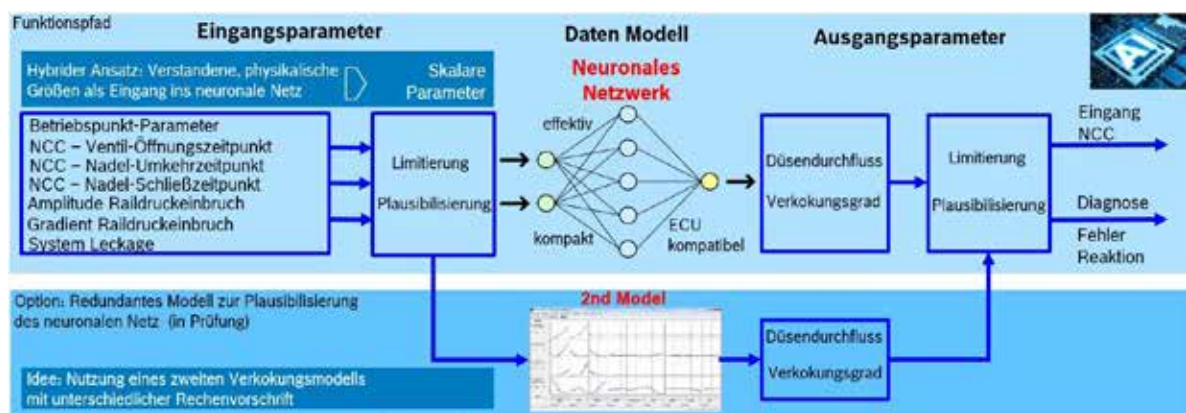 Funktionspfad
Eingangsparameter
Daten Modell
Ausgangsparameter
Hybrider Ansatz: Verstandene, physikalische
Größen als Eingang ins neuronale Netz
Skalare
Parameter
Neuronales
Netzwerk
AI
Betriebspunkt-Parameter
NCC – Ventil-Öffnungszeitpunkt
NCC – Nadel-Umkehrzeitpunkt
NCC – Nadel-Schließzeitpunkt
Amplitude Raildruckeinbruch
Gradient Raildruckeinbruch
System Leckage
Limitierung
Plausibilisierung
effektiv
kompakt
ECU
kompatibel
Düsendurchfluss
Verkokungsgrad
Limitierung
Plausibilisierung
Eingang
NCC
Diagnose
Fehler
Reaktion
Option: Redundantes Modell zur Plausibilisierung
des neuronalen Netz (in Prüfung)
2nd Model
Düsendurchfluss
Verkokungsgrad
Idee: Nutzung eines zweiten Verkokungsmodells
mit unterschiedlicher Rechenvorschrift